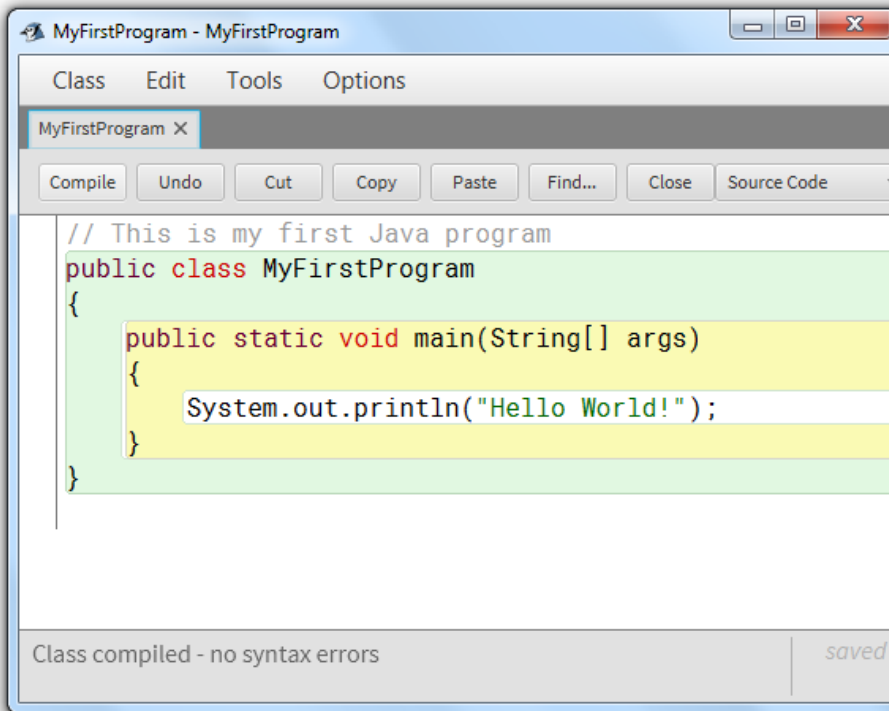 MyFirstProgram - MyFirstProgram
Class Edit Tools Options
MyFirstProgram X
Compile Undo Cut Copy Paste Find... Close Source Code
// This is my first Java program
public class MyFirstProgram
{
    public static void main(String[] args)
    {
        System.out.println("Hello World!");
    }
}
Class compiled - no syntax errors
saved